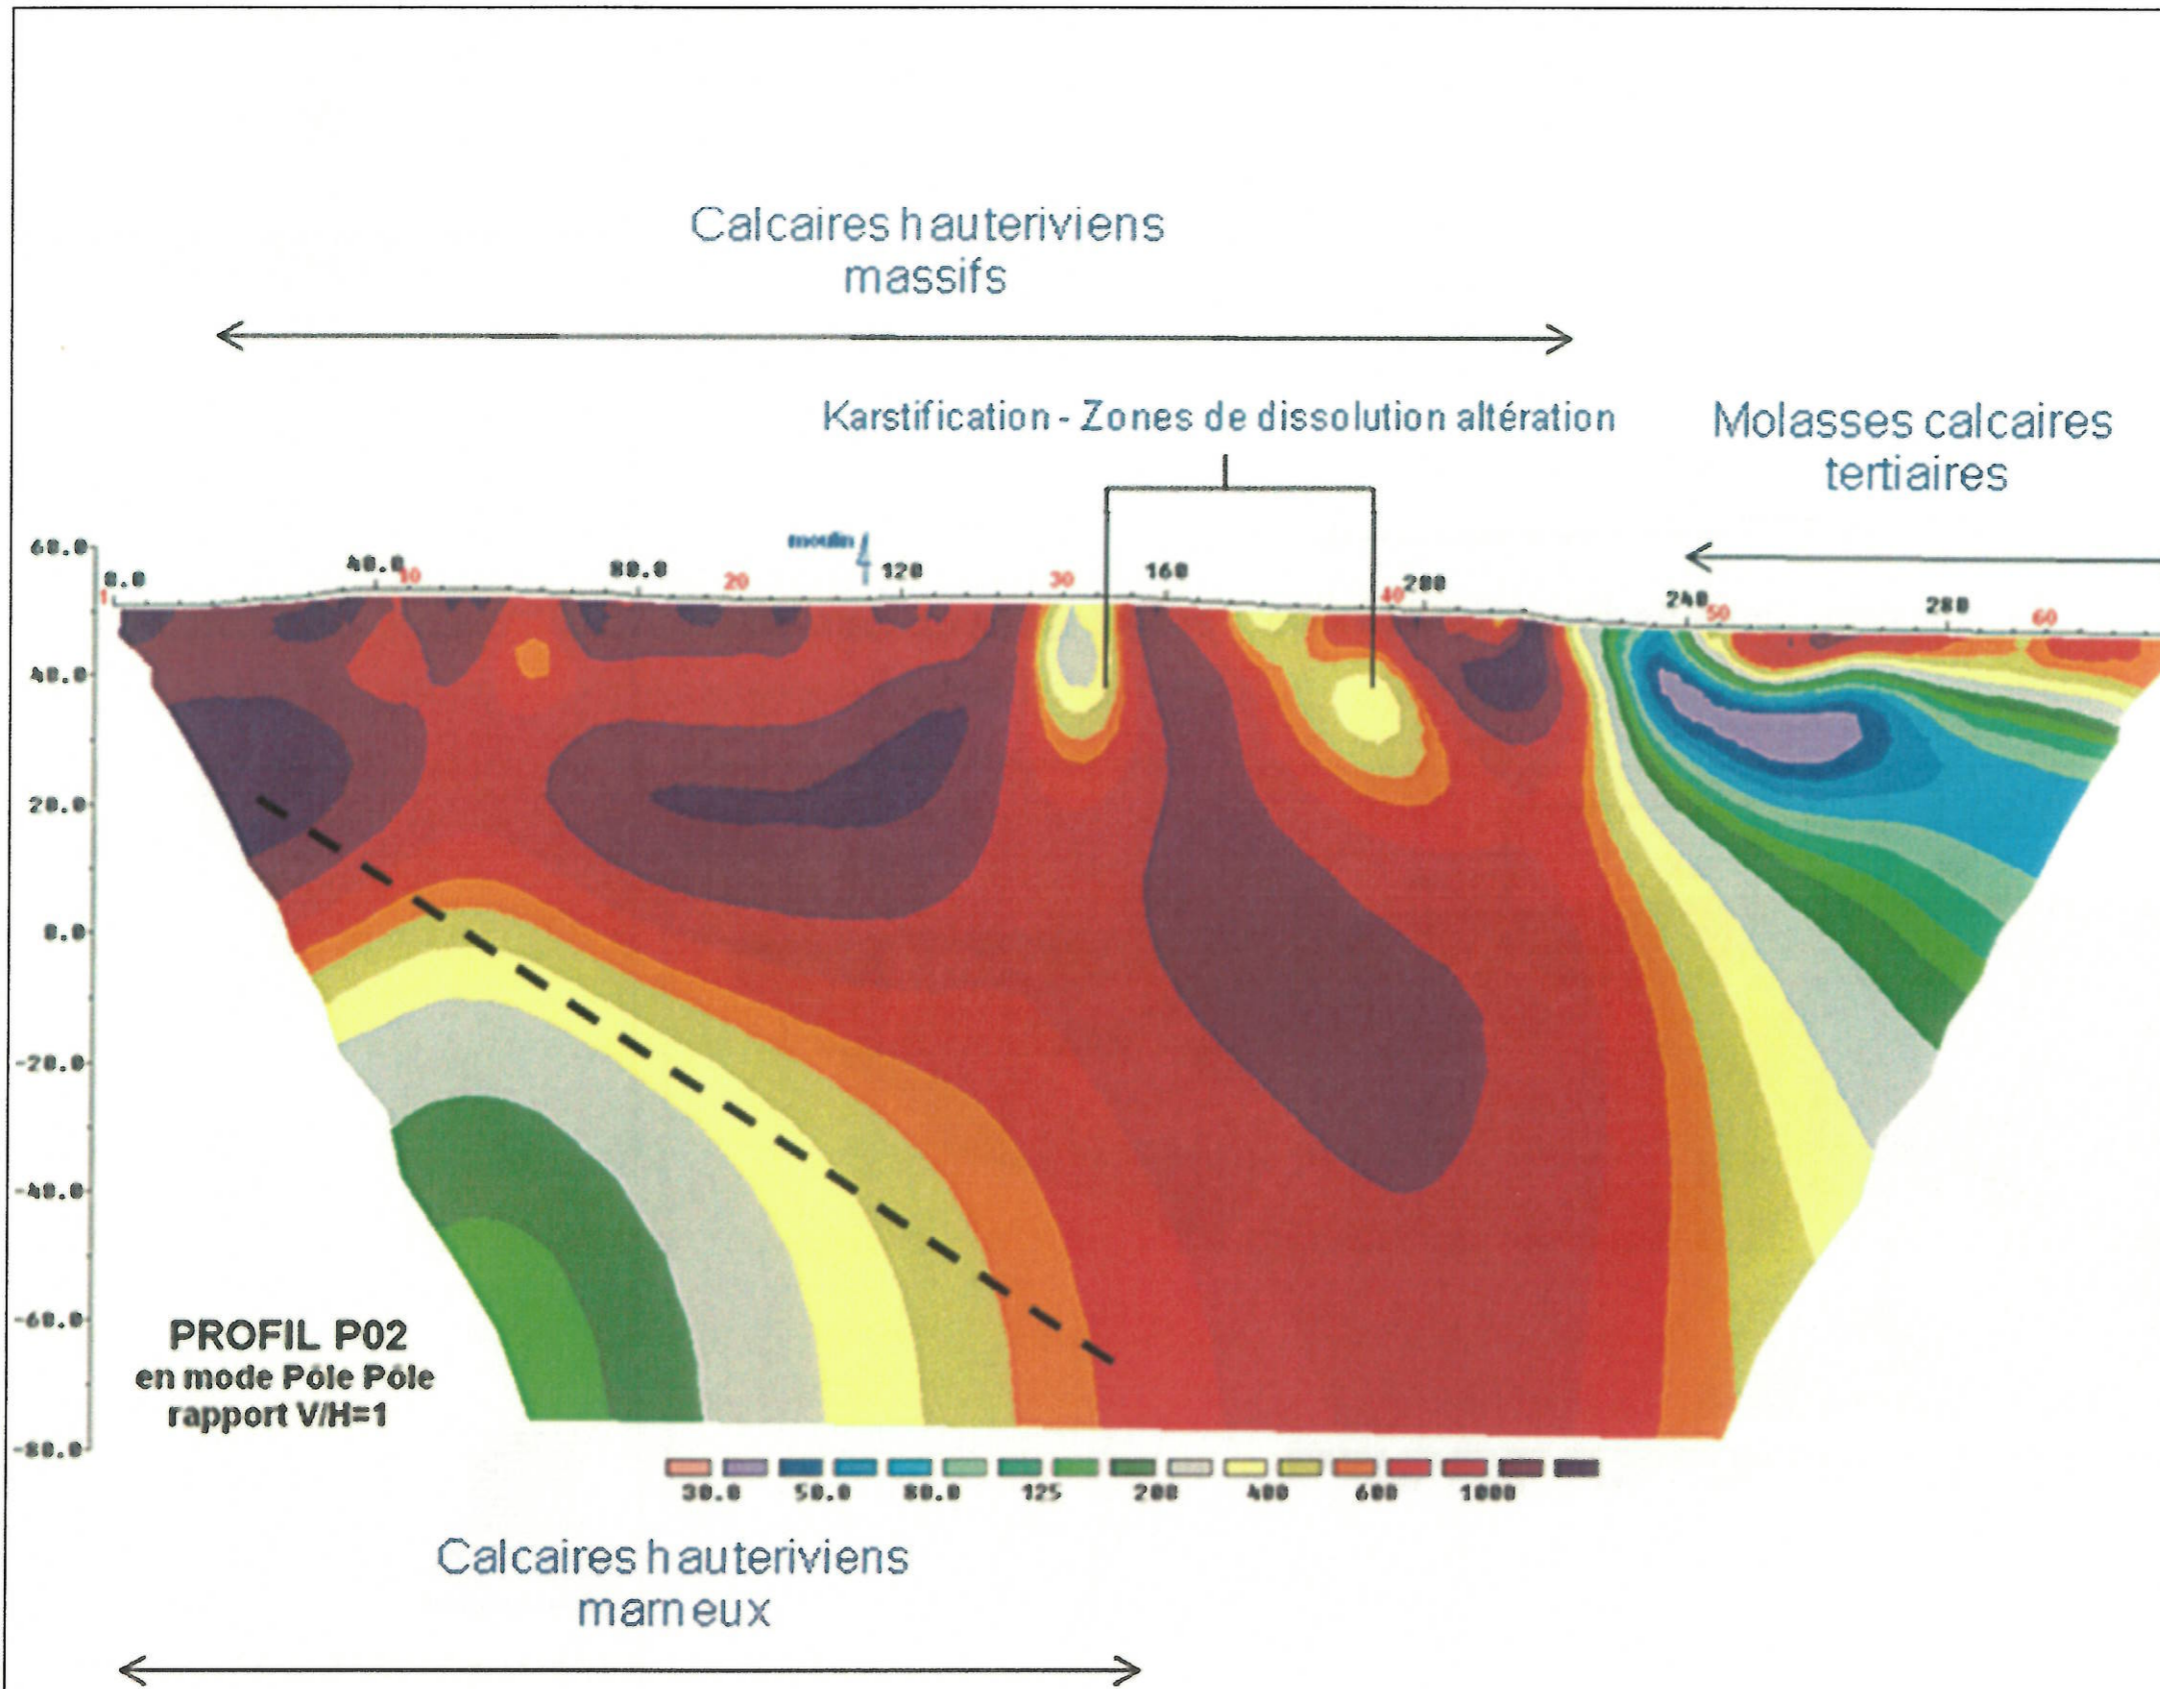 Calcaires hauteriviens
massifs
Karstification - Zones de dissolution altération
Molasses calcaires
tertiaires
moulin
60.0
40.0
20.0
0.0
-20.0
-40.0
-60.0
-80.0
0.0 40.0 80.0 120 160 200 240 280
1 10 20 30 40 50 60
PROFIL P02
en mode Pôle Pôle
rapport V/H=1
30.0 50.0 80.0 125 200 400 600 1000
Calcaires hauteriviens
marneux